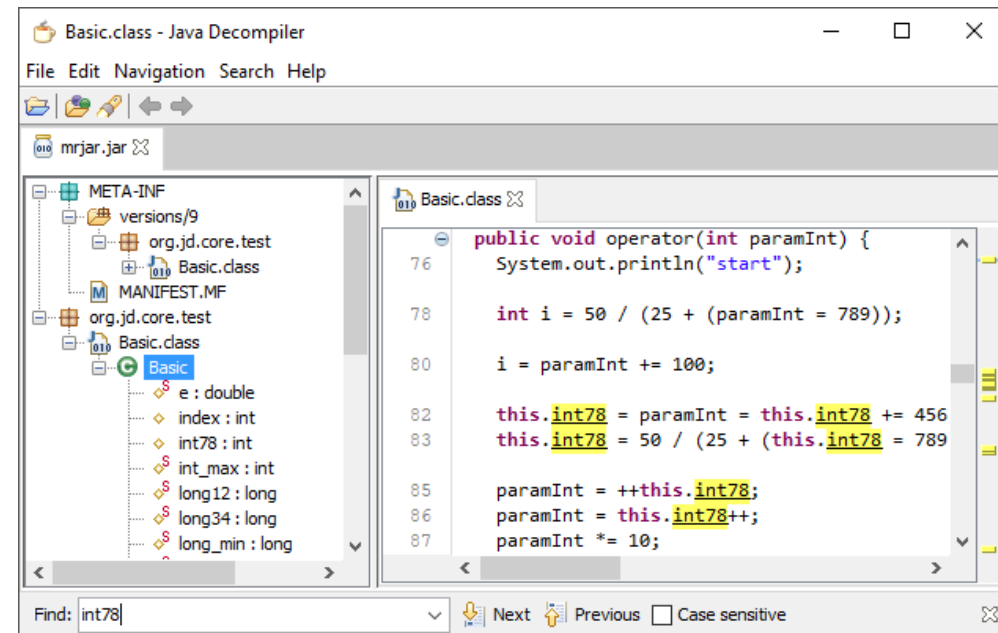 Basic.class - Java Decompiler
File Edit Navigation Search Help
mrjar.jar
META-INF
versions/9
org.jd.core.test
Basic.class
MANIFEST.MF
org.jd.core.test
Basic.class
Basic
e : double
index : int
int78 : int
int_max : int
long12 : long
long34 : long
long_min : long
Basic.class
public void operator(int paramInt) {
76 System.out.println("start");
78 int i = 50 / (25 + (paramInt = 789));
80 i = paramInt += 100;
82 this.int78 = paramInt = this.int78 += 456
83 this.int78 = 50 / (25 + (this.int78 = 789
85 paramInt = ++this.int78;
86 paramInt = this.int78++;
87 paramInt *= 10;
Find: int78 Next Previous Case sensitive